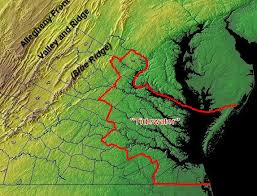 Allegheny Front
Valley and Ridge
(Blue Ridge)
"Tidewater"